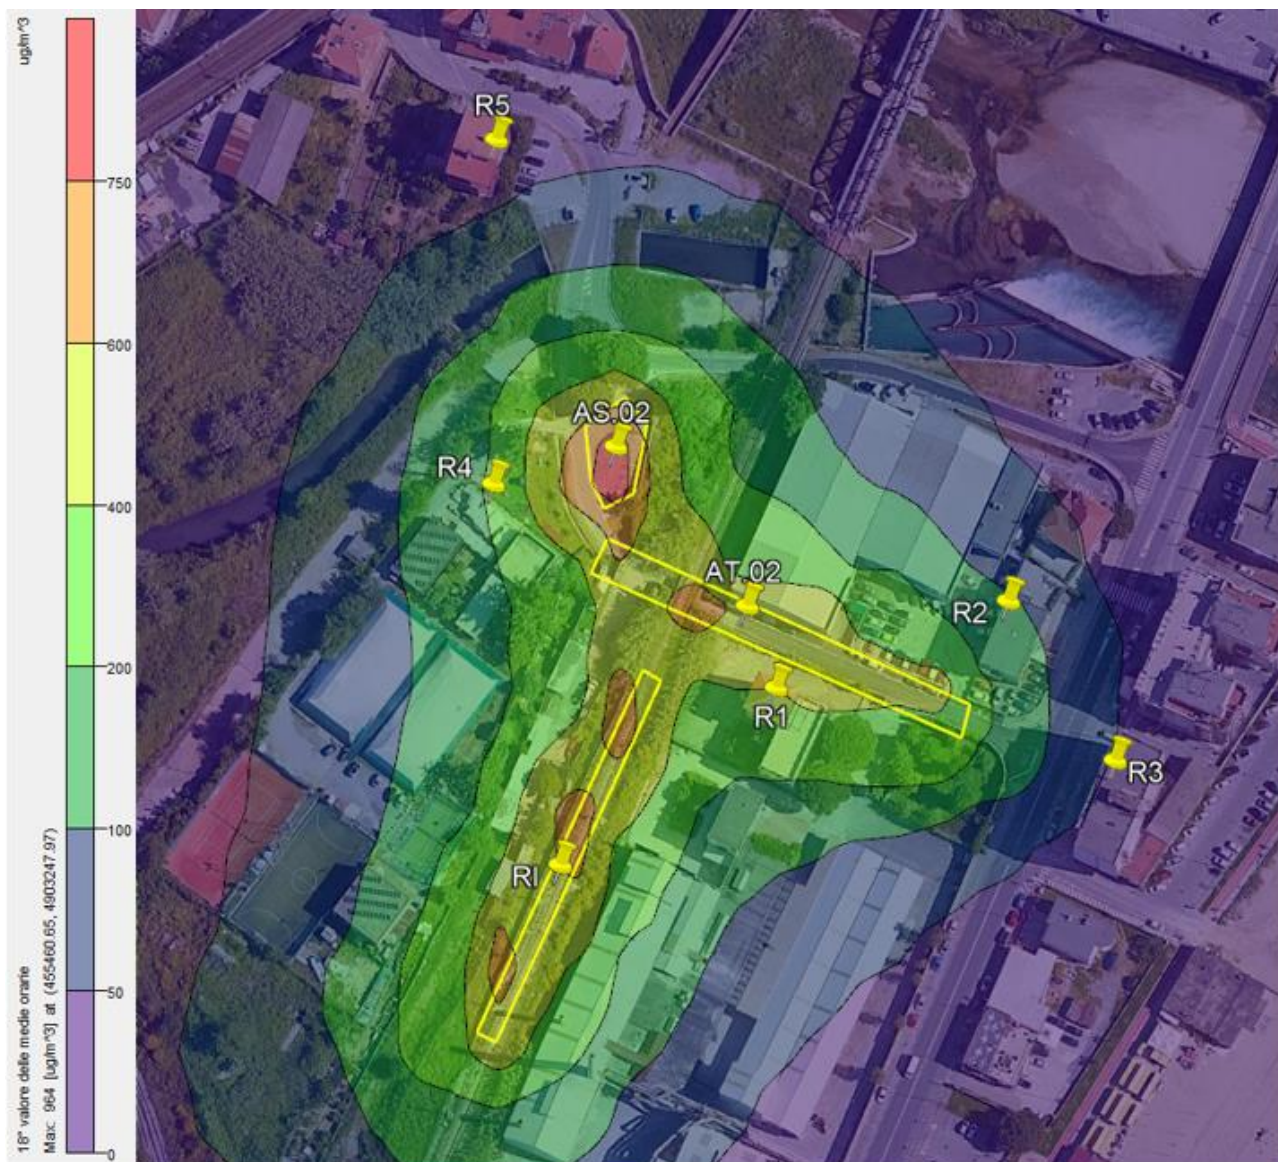 ug/m^3
750
600
400
200
100
50
0
18° valore delle medie orarie
Max: 964 [ug/m^3] at (455460.65, 4903247.97)
R5
AS.02
R4
AT.02
R2
R1
R3
RI